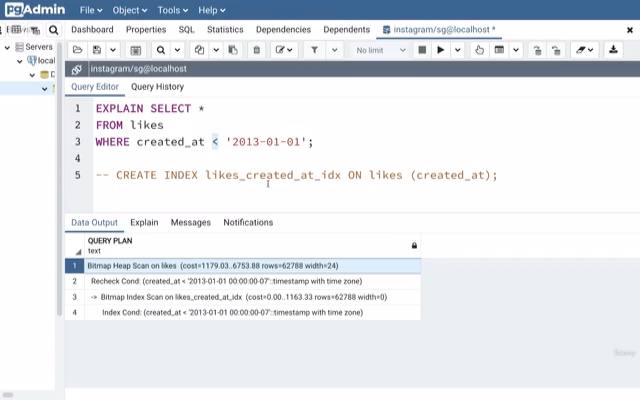 pgAdmin File Object Tools Help
Dashboard Properties SQL Statistics Dependencies Dependents instagram/sg@localhost *
Servers
local
No limit
instagram/sg@localhost
Query Editor Query History
1 EXPLAIN SELECT *
2 FROM likes
3 WHERE created_at < '2013-01-01';
4
5 -- CREATE INDEX likes_created_at_idx ON likes (created_at);
Data Output Explain Messages Notifications
QUERY PLAN
text
1 Bitmap Heap Scan on likes (cost=1179.03..6753.88 rows=62788 width=24)
2 Recheck Cond: (created_at < '2013-01-01 00:00:00-07'::timestamp with time zone)
3 -> Bitmap Index Scan on likes_created_at_idx (cost=0.00..1163.33 rows=62788 width=0)
4 Index Cond: (created_at < '2013-01-01 00:00:00-07'::timestamp with time zone)